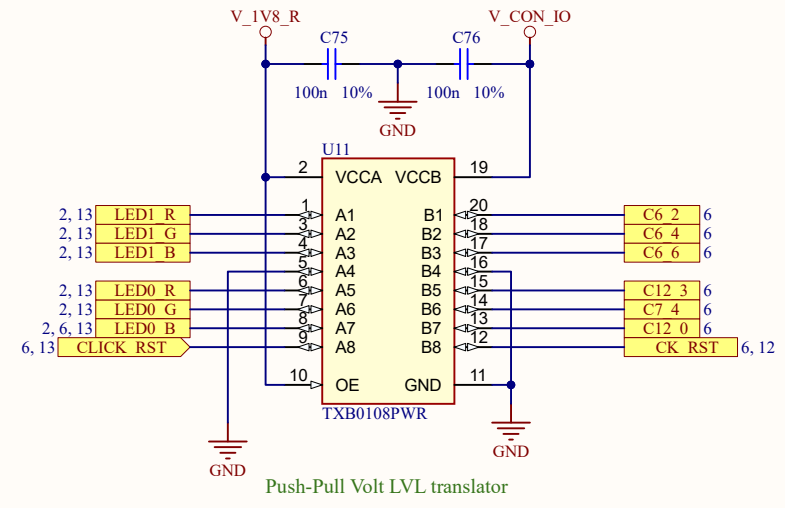 V_1V8_R V_CON_IO
C75 C76
100n 10% 100n 10%
GND
U11
2 VCCA VCCB 19
2, 13 LED1_R 1 A1 B1 20 C6_2 6
2, 13 LED1_G 3 A2 B2 18 C6_4 6
2, 13 LED1_B 4 A3 B3 17 C6_6 6
5 A4 B4 16
2, 13 LED0_R 6 A5 B5 15 C12_3 6
2, 13 LED0_G 7 A6 B6 14 C7_4 6
2, 6, 13 LED0_B 8 A7 B7 13 C12_0 6
6, 13 CLICK_RST 9 A8 B8 12 CK_RST 6, 12
10 OE GND 11
TXB0108PWR
GND GND
Push-Pull Volt LVL translator